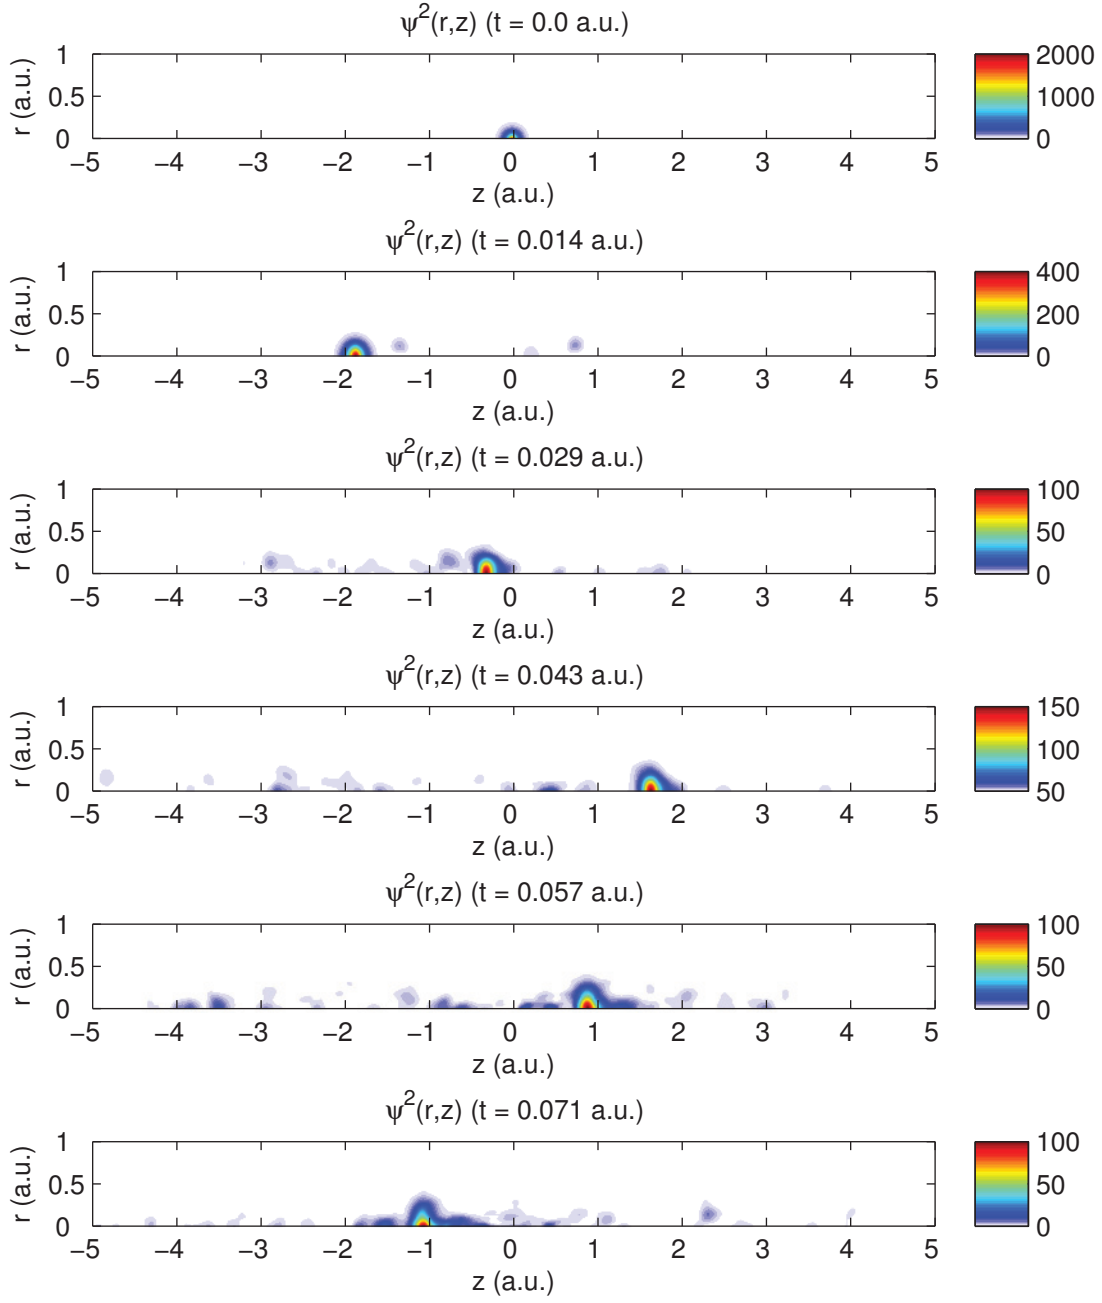 ψ²(r,z) (t = 0.0 a.u.)
r (a.u.)
1
0.5
0
−5 −4 −3 −2 −1 0 1 2 3 4 5
z (a.u.)
2000
1000
0
ψ²(r,z) (t = 0.014 a.u.)
r (a.u.)
1
0.5
0
−5 −4 −3 −2 −1 0 1 2 3 4 5
z (a.u.)
400
200
0
ψ²(r,z) (t = 0.029 a.u.)
r (a.u.)
1
0.5
0
−5 −4 −3 −2 −1 0 1 2 3 4 5
z (a.u.)
100
50
0
ψ²(r,z) (t = 0.043 a.u.)
r (a.u.)
1
0.5
0
−5 −4 −3 −2 −1 0 1 2 3 4 5
z (a.u.)
150
100
50
ψ²(r,z) (t = 0.057 a.u.)
r (a.u.)
1
0.5
0
−5 −4 −3 −2 −1 0 1 2 3 4 5
z (a.u.)
100
50
0
ψ²(r,z) (t = 0.071 a.u.)
r (a.u.)
1
0.5
0
−5 −4 −3 −2 −1 0 1 2 3 4 5
z (a.u.)
100
50
0